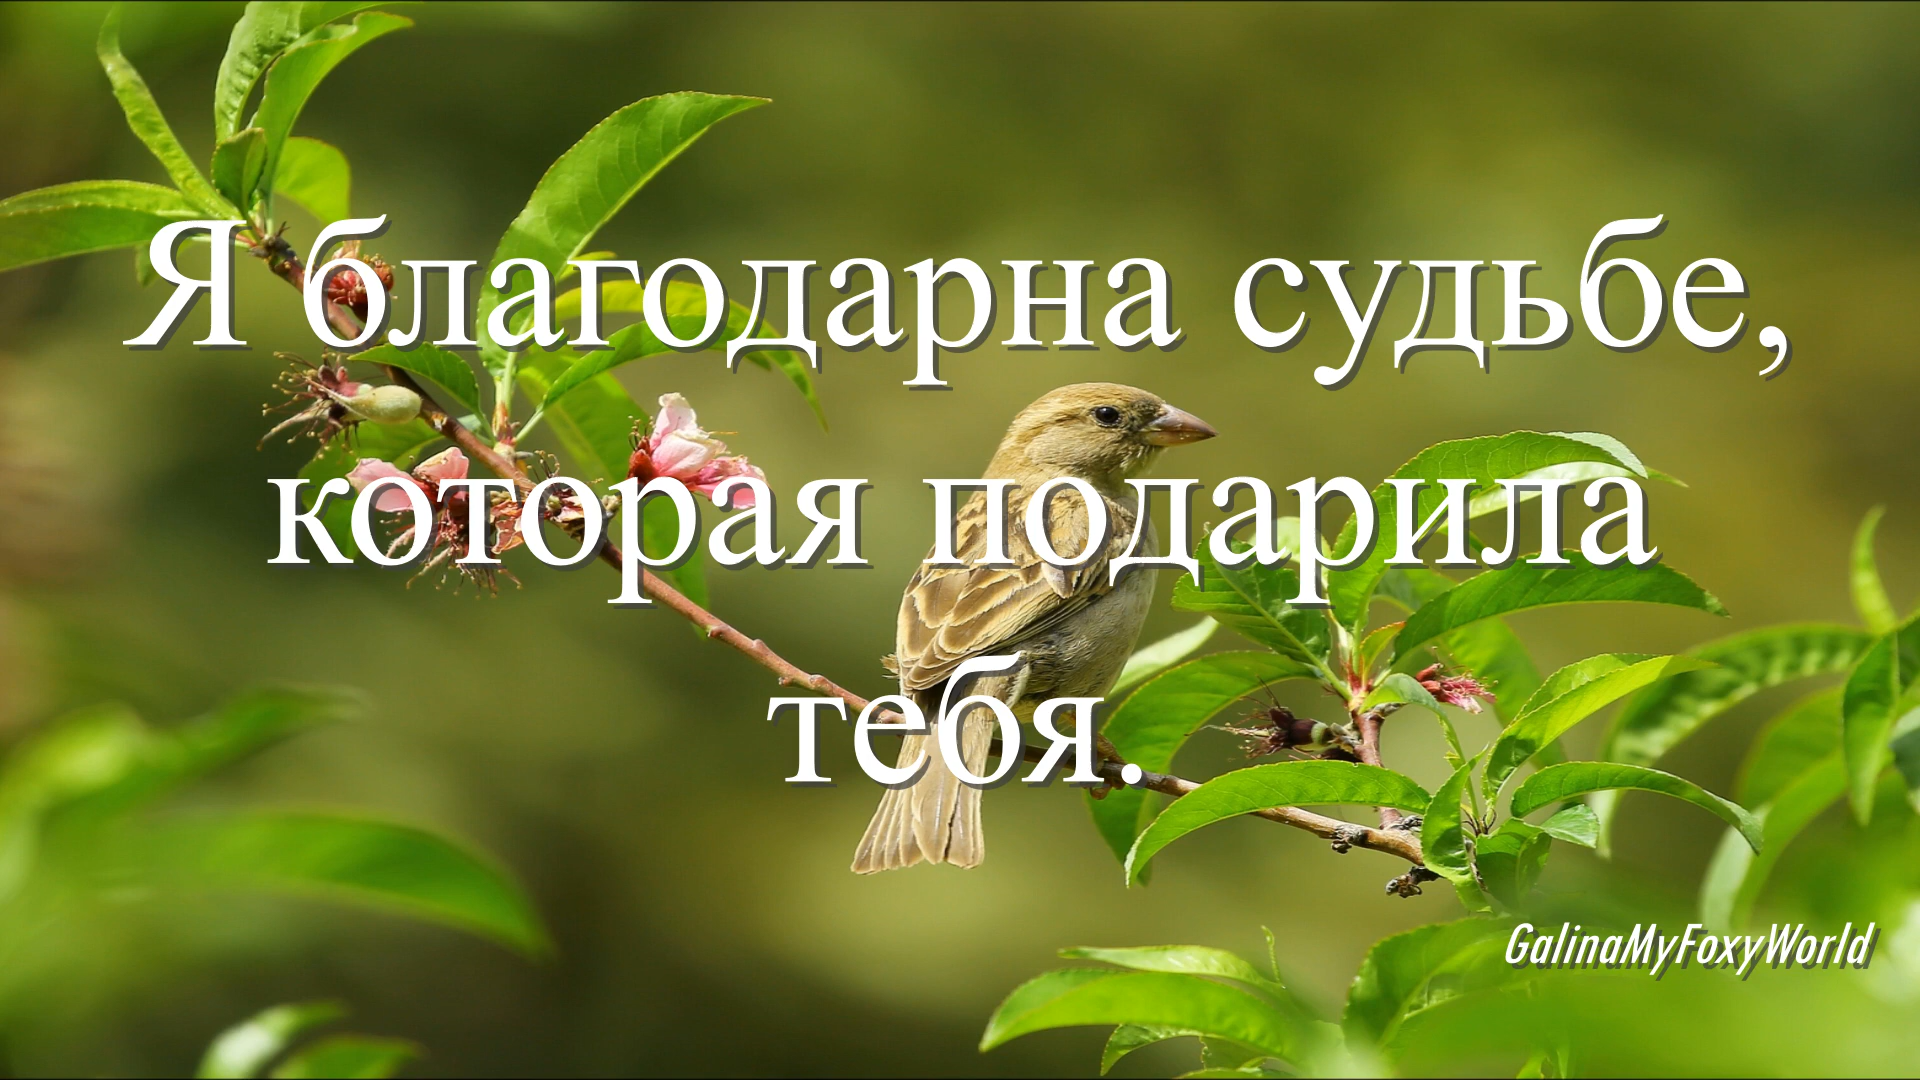 Я благодарна судьбе,
которая подарила
тебя.
GalinaMyFoxyWorld